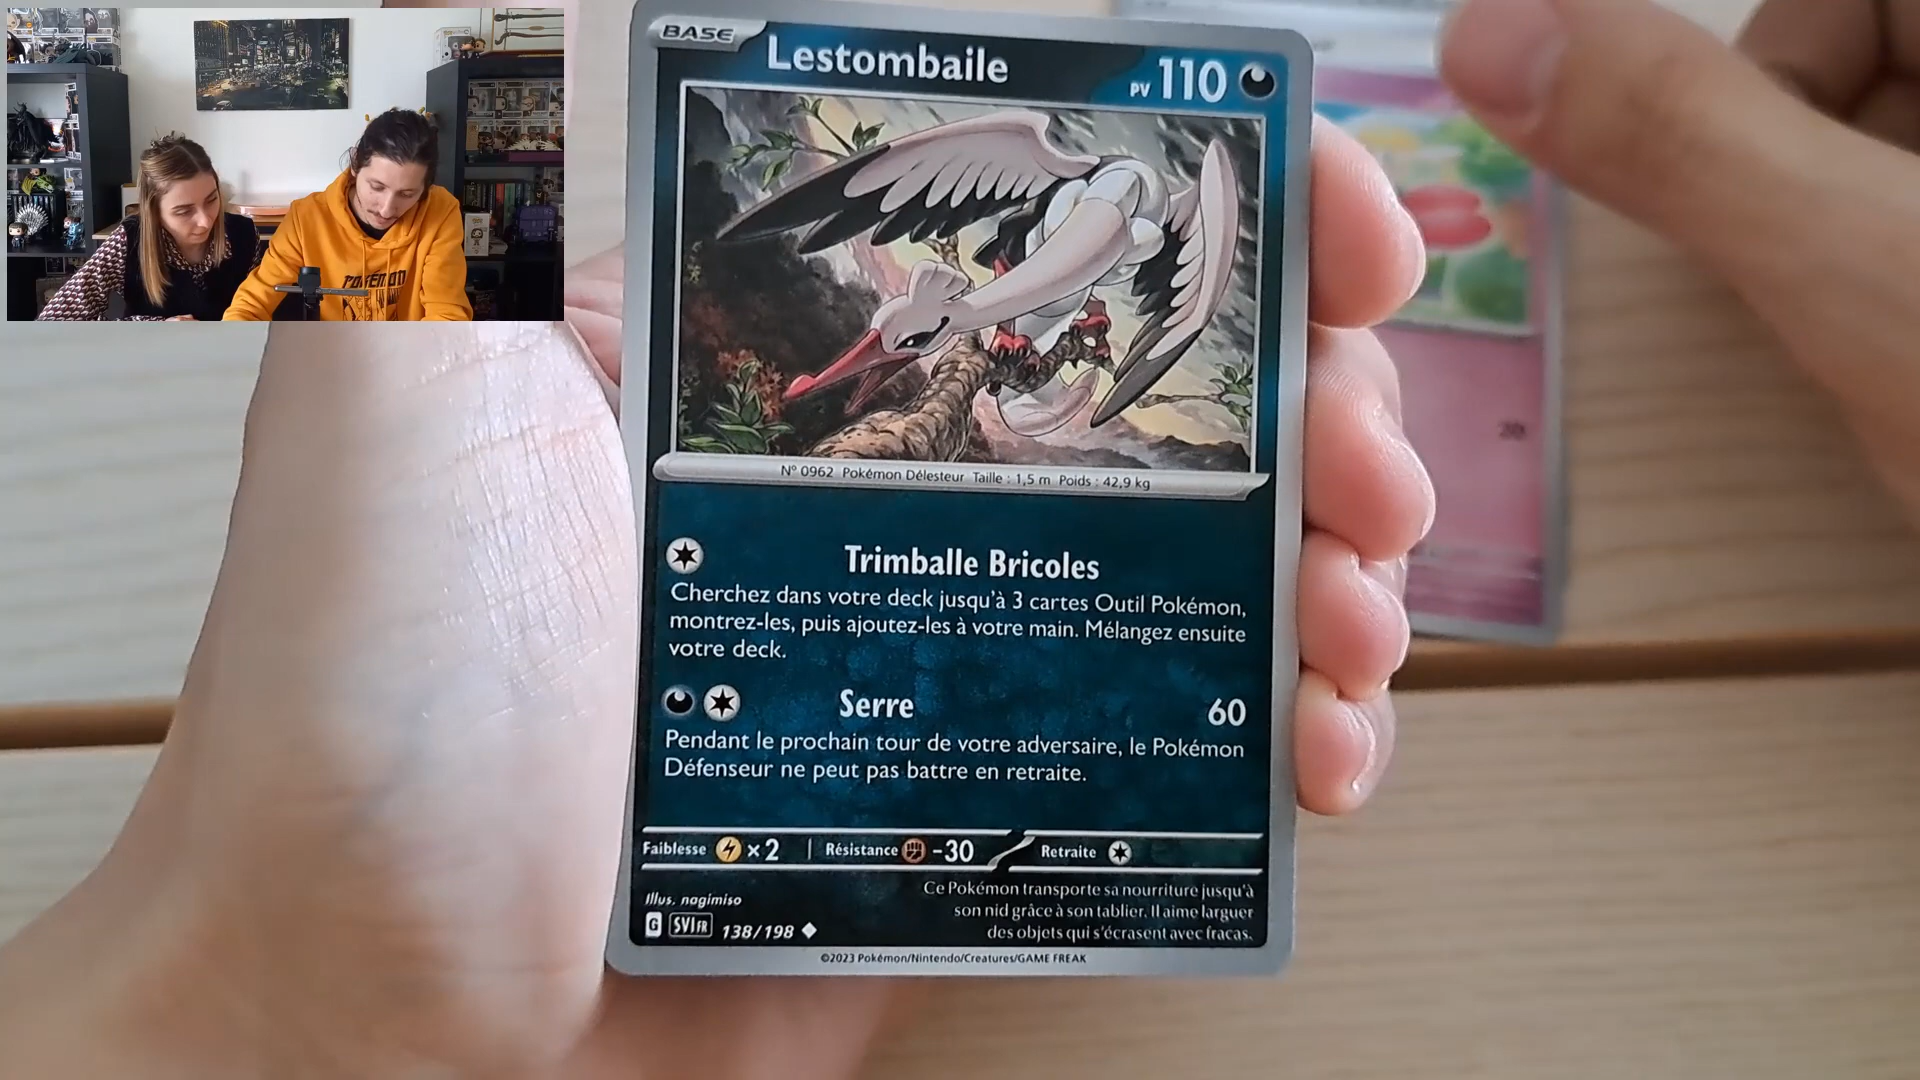 BASE
Lestombaile
PV 110
N° 0962 Pokémon Délesteur Taille : 1,5 m Poids : 42,9 kg
Trimballe Bricoles
Cherchez dans votre deck jusqu'à 3 cartes Outil Pokémon,
montrez-les, puis ajoutez-les à votre main. Mélangez ensuite
votre deck.
Serre 60
Pendant le prochain tour de votre adversaire, le Pokémon
Défenseur ne peut pas battre en retraite.
Faiblesse ×2 Résistance -30 Retraite
Illus. nagimiso
Ce Pokémon transporte sa nourriture jusqu'à
son nid grâce à son tablier. Il aime larguer
des objets qui s'écrasent avec fracas.
G SVI FR 138/198
©2023 Pokémon/Nintendo/Creatures/GAME FREAK
POKÉMON
20